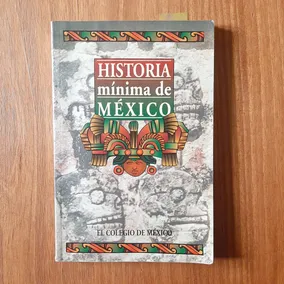 HISTORIA
mínima de
MÉXICO
EL COLEGIO DE MÉXICO